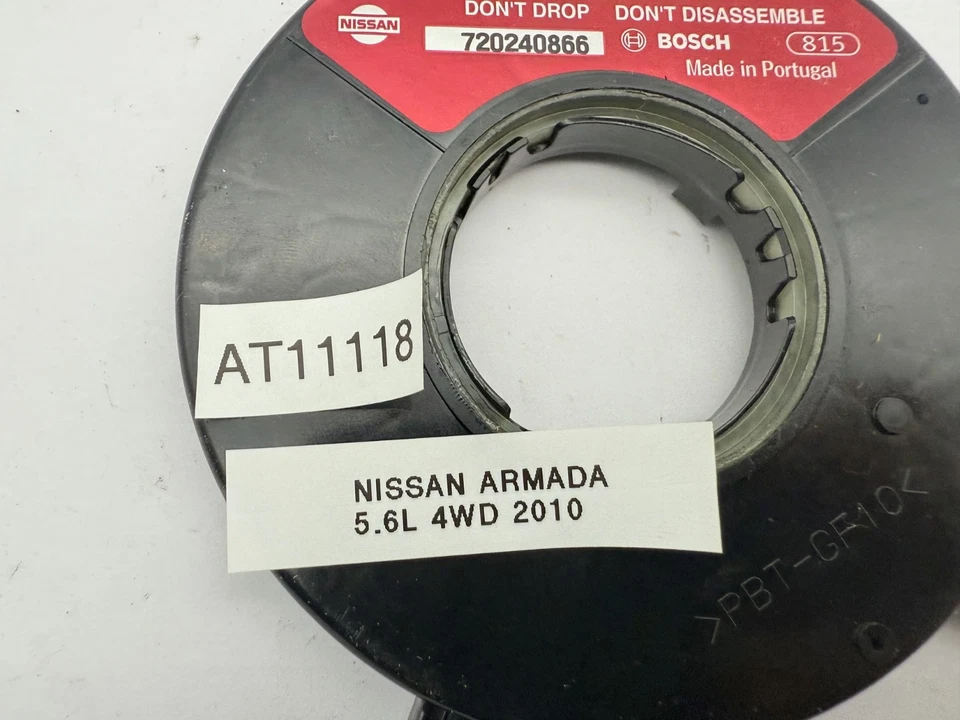 DON'T DROP DON'T DISASSEMBLE
NISSAN
720240866 BOSCH 815
Made in Portugal
AT11118
NISSAN ARMADA
5.6L 4WD 2010
>PBT-GF10<